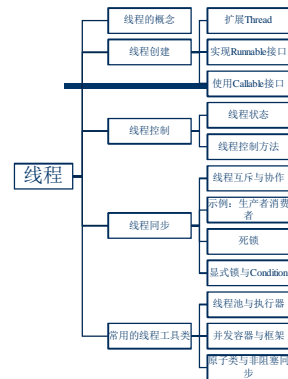 线程
线程的概念
线程创建
扩展Thread
实现Runnable接口
使用Callable接口
线程控制
线程状态
线程控制方法
线程同步
线程互斥与协作
示例：生产者消费
者
死锁
显式锁与Condition
常用的线程工具类
线程池与执行器
并发容器与框架
原子类与非阻塞同
步